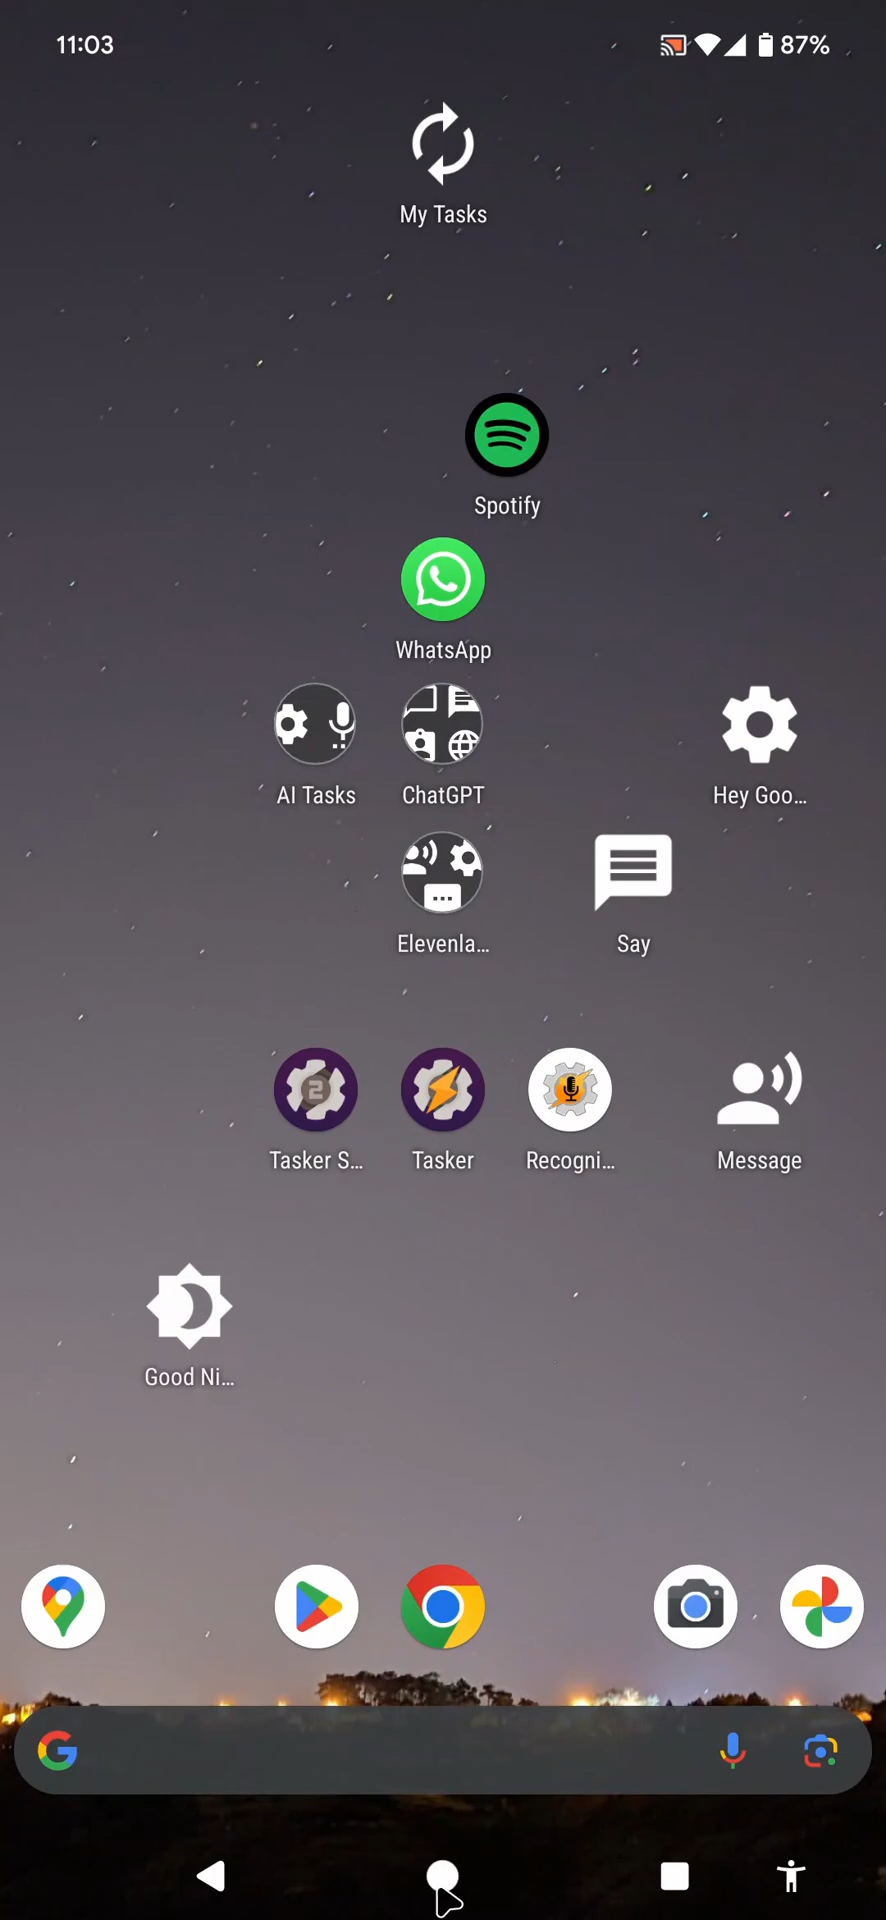 11:03
87%
My Tasks
Spotify
WhatsApp
AI Tasks
ChatGPT
Hey Goo...
Elevenla...
Say
2
Tasker S...
Tasker
Recogni...
Message
Good Ni...